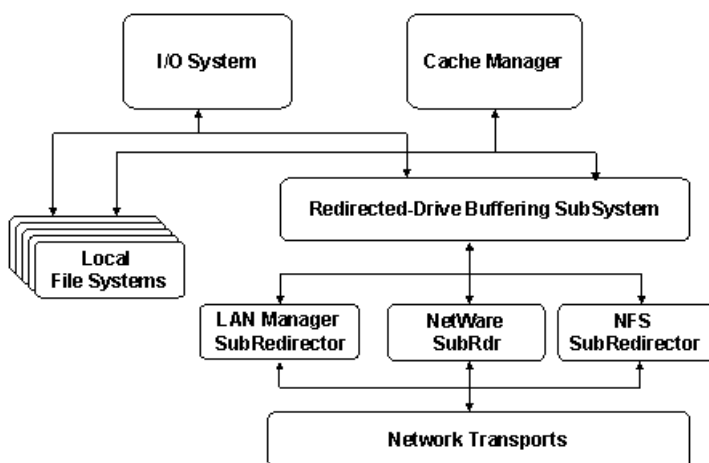 I/O System
Cache Manager
Redirected-Drive Buffering SubSystem
Local
File Systems
LAN Manager
SubRedirector
NetWare
SubRdr
NFS
SubRedirector
Network Transports